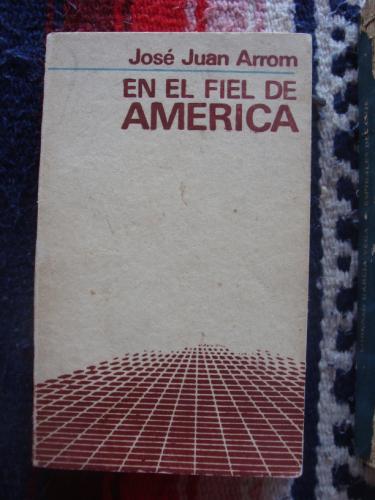 José Juan Arrom
EN EL FIEL DE
AMERICA